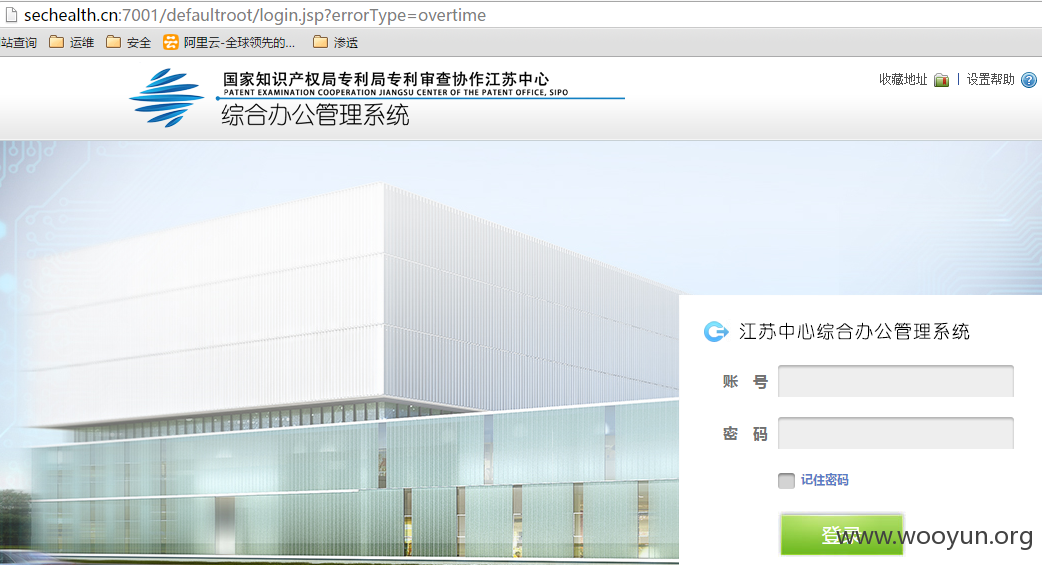 sechealth.cn:7001/defaultroot/login.jsp?errorType=overtime
站查询 运维 安全 阿里云-全球领先的... 渗透
国家知识产权局专利局专利审查协作江苏中心
PATENT EXAMINATION COOPERATION JIANGSU CENTER OF THE PATENT OFFICE, SIPO
综合办公管理系统
收藏地址 | 设置帮助
江苏中心综合办公管理系统
账 号
密 码
记住密码
登录
www.wooyun.org